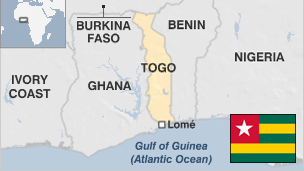 BURKINA
FASO
BENIN
NIGERIA
TOGO
IVORY
COAST
GHANA
Lomé
Gulf of Guinea
(Atlantic Ocean)